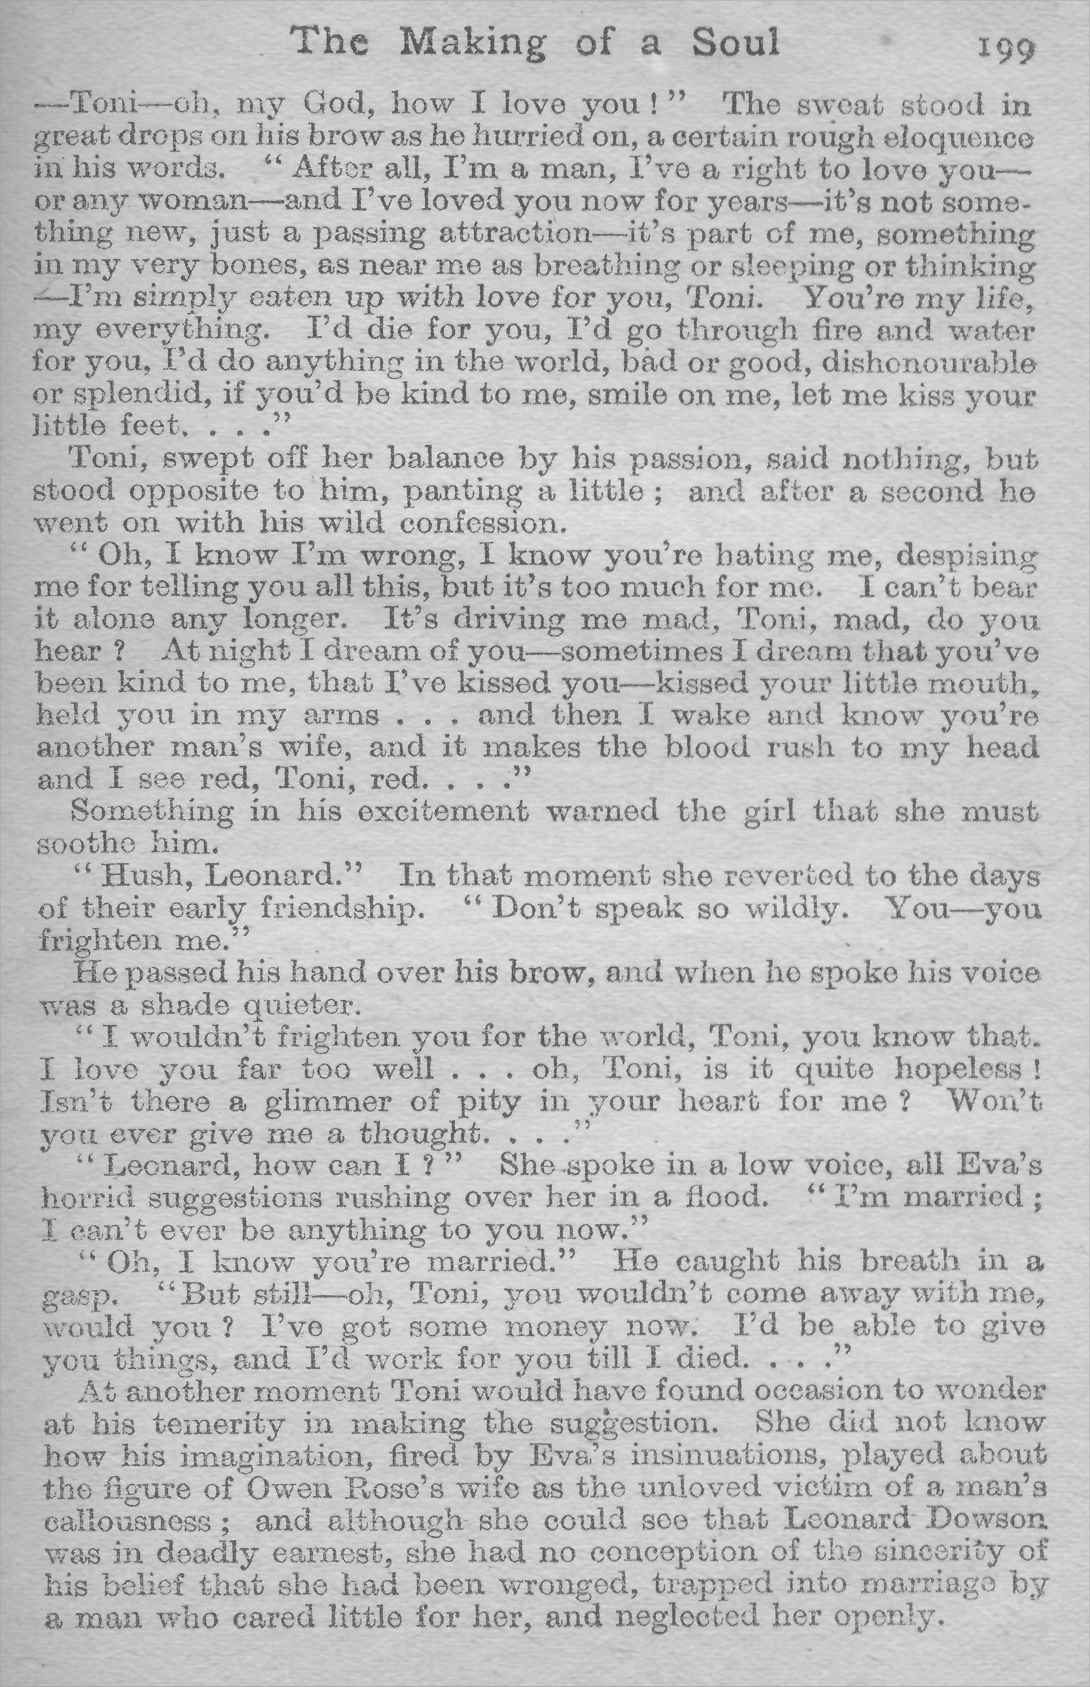 The Making of a Soul 199
—Toni—oh, my God, how I love you ! ” The sweat stood in
great drops on his brow as he hurried on, a certain rough eloquence
in his words. “ After all, I’m a man, I’ve a right to love you—
or any woman—and I’ve loved you now for years—it’s not some-
thing new, just a passing attraction—it’s part of me, something
in my very bones, as near me as breathing or sleeping or thinking
—I’m simply eaten up with love for you, Toni. You’re my life,
my everything. I’d die for you, I’d go through fire and water
for you, I’d do anything in the world, bad or good, dishonourable
or splendid, if you’d be kind to me, smile on me, let me kiss your
little feet. . . .”
Toni, swept off her balance by his passion, said nothing, but
stood opposite to him, panting a little ; and after a second he
went on with his wild confession.
“ Oh, I know I’m wrong, I know you’re hating me, despising
me for telling you all this, but it’s too much for me. I can’t bear
it alone any longer. It’s driving me mad, Toni, mad, do you
hear ? At night I dream of you—sometimes I dream that you’ve
been kind to me, that I’ve kissed you—kissed your little mouth,
held you in my arms . . . and then I wake and know you’re
another man’s wife, and it makes the blood rush to my head
and I see red, Toni, red. . . .”
Something in his excitement warned the girl that she must
soothe him.
“ Hush, Leonard.” In that moment she reverted to the days
of their early friendship. “ Don’t speak so wildly. You—you
frighten me.”
He passed his hand over his brow, and when he spoke his voice
was a shade quieter.
“ I wouldn’t frighten you for the world, Toni, you know that.
I love you far too well . . . oh, Toni, is it quite hopeless !
Isn’t there a glimmer of pity in your heart for me ? Won’t
you ever give me a thought. . . .”
“ Leonard, how can I ? ” She spoke in a low voice, all Eva’s
horrid suggestions rushing over her in a flood. “ I’m married ;
I can’t ever be anything to you now.”
“ Oh, I know you’re married.” He caught his breath in a
gasp. “But still—oh, Toni, you wouldn’t come away with me,
would you ? I’ve got some money now. I’d be able to give
you things, and I’d work for you till I died. . . .”
At another moment Toni would have found occasion to wonder
at his temerity in making the suggestion. She did not know
how his imagination, fired by Eva’s insinuations, played about
the figure of Owen Rose’s wife as the unloved victim of a man’s
callousness ; and although she could see that Leonard Dowson
was in deadly earnest, she had no conception of the sincerity of
his belief that she had been wronged, trapped into marriage by
a man who cared little for her, and neglected her openly.